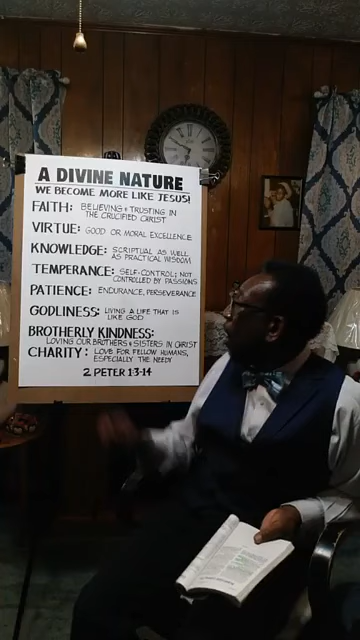 A DIVINE NATURE
WE BECOME MORE LIKE JESUS!
FAITH: BELIEVING & TRUSTING IN
THE CRUCIFIED CHRIST
VIRTUE: GOOD OR MORAL EXCELLENCE
KNOWLEDGE: SCRIPTUAL AS WELL
AS PRACTICAL WISDOM
TEMPERANCE: SELF-CONTROL; NOT
CONTROLLED BY PASSIONS
PATIENCE: ENDURANCE, PERSEVERANCE
GODLINESS: LIVING A LIFE THAT IS
LIKE GOD
BROTHERLY KINDNESS:
LOVING OUR BROTHERS & SISTERS IN CHRIST
CHARITY: LOVE FOR FELLOW HUMANS,
ESPECIALLY THE NEEDY
2 PETER 1:3-14